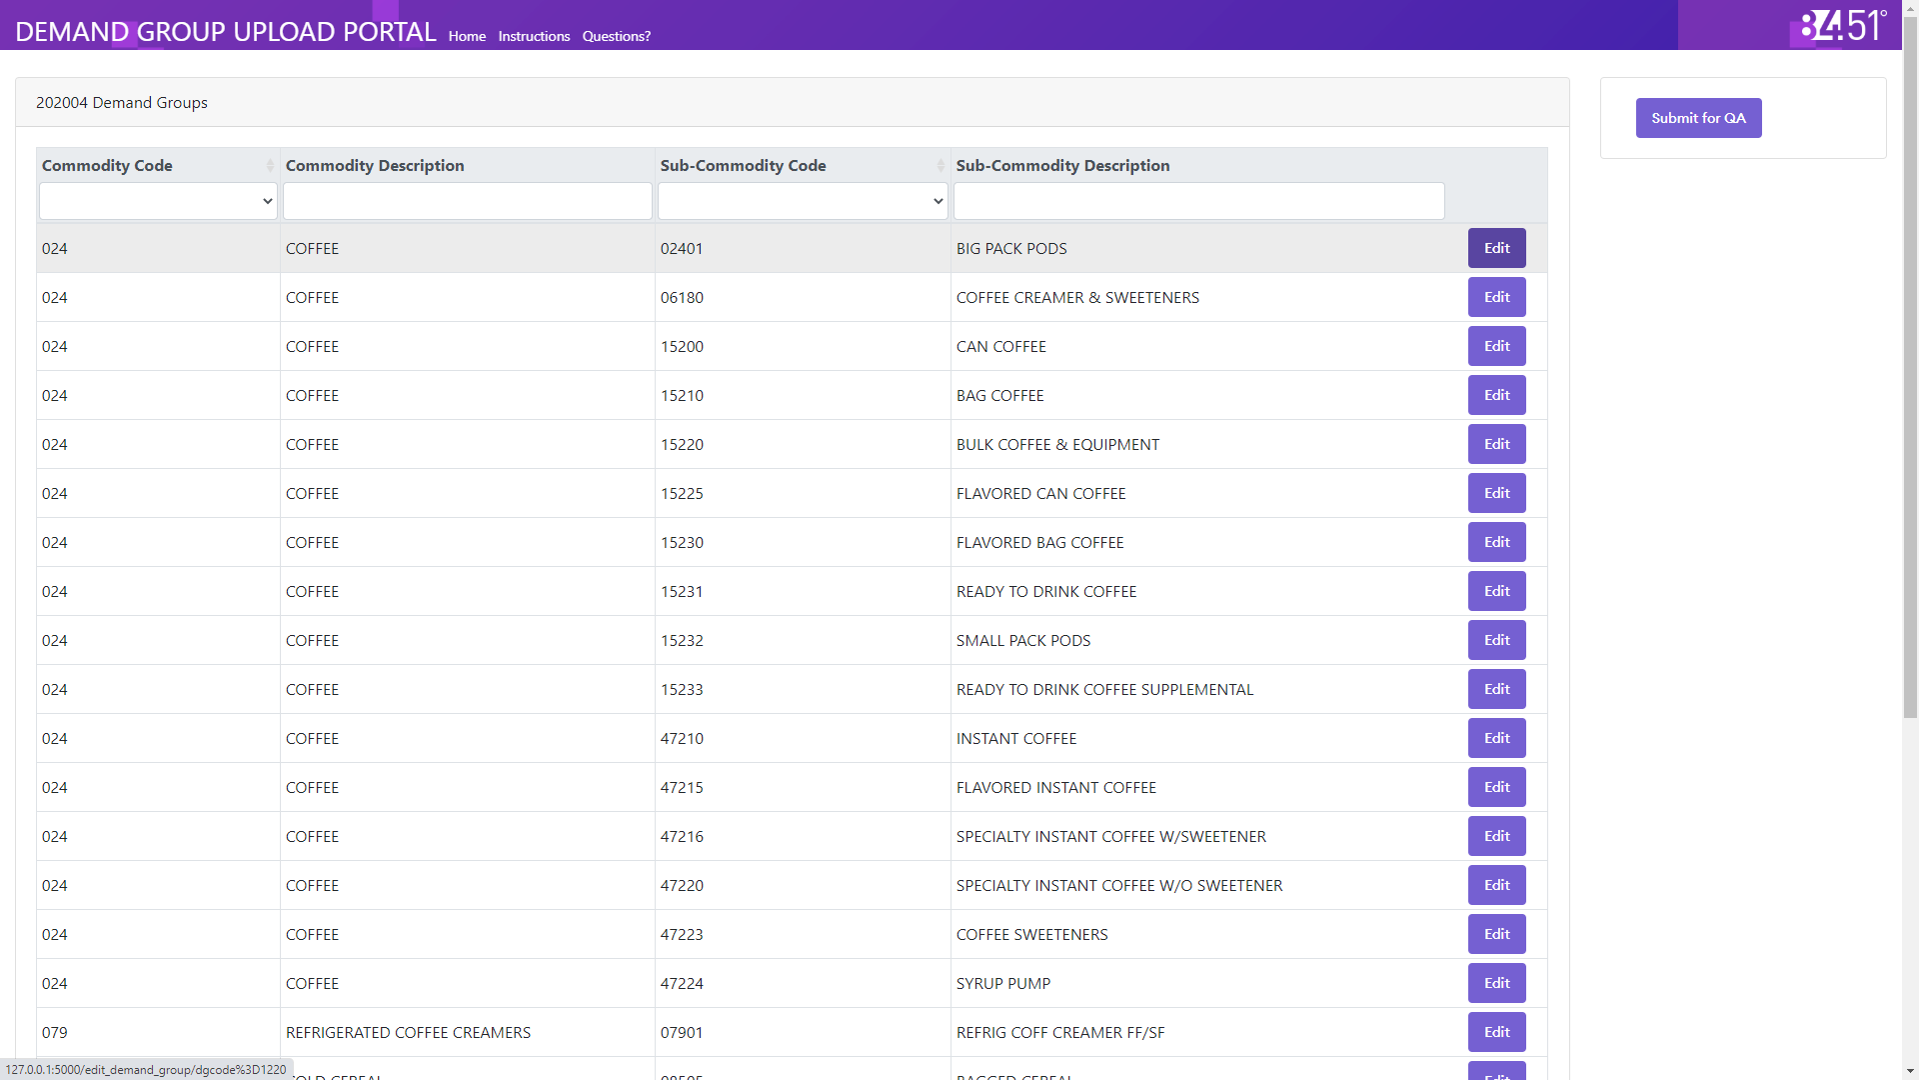 DEMAND GROUP UPLOAD PORTAL Home Instructions Questions? 84.51°
202004 Demand Groups
Submit for QA
Commodity Code Commodity Description Sub-Commodity Code Sub-Commodity Description
024 COFFEE 02401 BIG PACK PODS Edit
024 COFFEE 06180 COFFEE CREAMER & SWEETENERS Edit
024 COFFEE 15200 CAN COFFEE Edit
024 COFFEE 15210 BAG COFFEE Edit
024 COFFEE 15220 BULK COFFEE & EQUIPMENT Edit
024 COFFEE 15225 FLAVORED CAN COFFEE Edit
024 COFFEE 15230 FLAVORED BAG COFFEE Edit
024 COFFEE 15231 READY TO DRINK COFFEE Edit
024 COFFEE 15232 SMALL PACK PODS Edit
024 COFFEE 15233 READY TO DRINK COFFEE SUPPLEMENTAL Edit
024 COFFEE 47210 INSTANT COFFEE Edit
024 COFFEE 47215 FLAVORED INSTANT COFFEE Edit
024 COFFEE 47216 SPECIALTY INSTANT COFFEE W/SWEETENER Edit
024 COFFEE 47220 SPECIALTY INSTANT COFFEE W/O SWEETENER Edit
024 COFFEE 47223 COFFEE SWEETENERS Edit
024 COFFEE 47224 SYRUP PUMP Edit
079 REFRIGERATED COFFEE CREAMERS 07901 REFRIG COFF CREAMER FF/SF Edit
127.0.0.1:5000/edit_demand_group/dgcode%3D1220